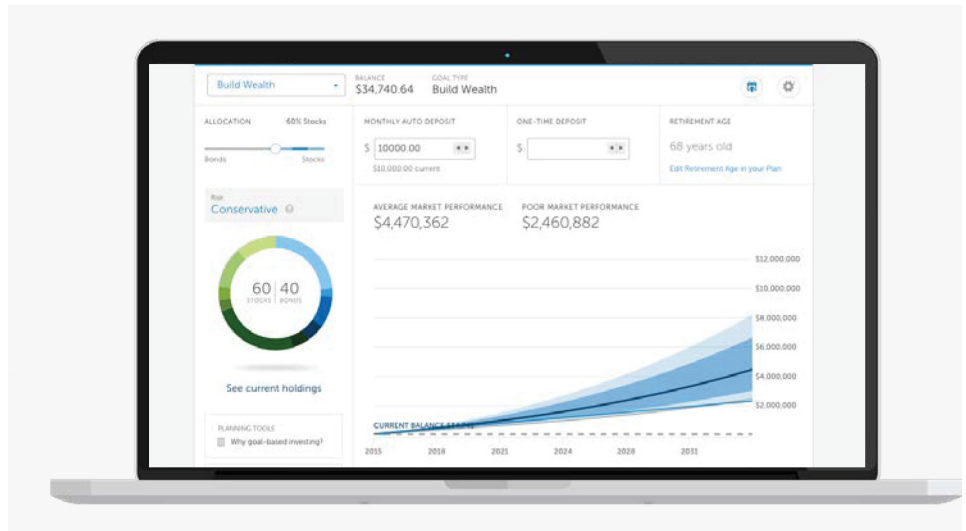 Build Wealth
BALANCE
$34,740.64
GOAL TYPE
Build Wealth
ALLOCATION 60% Stocks
Bonds Stocks
MONTHLY AUTO DEPOSIT
$ 10000.00
$10,000.00 current
ONE-TIME DEPOSIT
$
RETIREMENT AGE
68 years old
Edit Retirement Age in your Plan
Risk
Conservative
60 40
STOCKS BONDS
See current holdings
PLANNING TOOLS
Why goal-based investing?
AVERAGE MARKET PERFORMANCE
$4,470,362
POOR MARKET PERFORMANCE
$2,460,882
$12,000,000
$10,000,000
$8,000,000
$6,000,000
$4,000,000
$2,000,000
CURRENT BALANCE
2015 2018 2021 2024 2028 2031